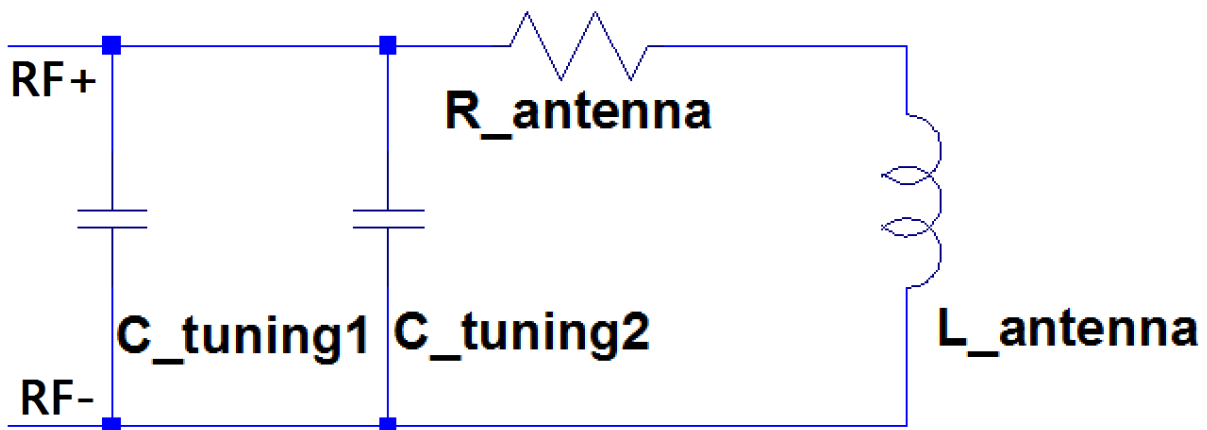 RF+
R_antenna
C_tuning1
C_tuning2
L_antenna
RF-